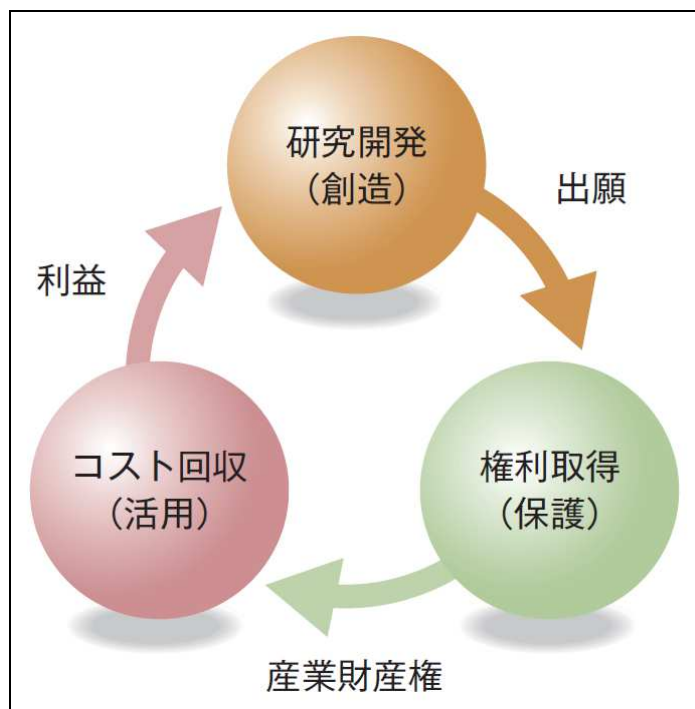 研究開発
（創造）
出願
利益
コスト回収
（活用）
権利取得
（保護）
産業財産権